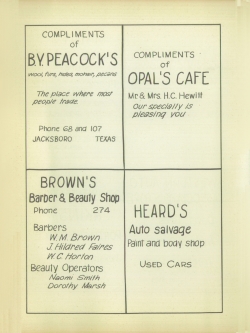 COMPLIMENTS
of
B.Y. PEACOCK'S
Wool, furs, hides, mohair, pecans
The place where most
people trade.
Phone 68 and 107
JACKSBORO TEXAS
COMPLIMENTS
of
OPAL'S CAFE
Mr. & Mrs. H.C. Hewitt
Our specialty is
pleasing you
BROWN'S
Barber & Beauty Shop
Phone 274
Barbers
W.M. Brown
J. Hildred Faires
W.C. Horton
Beauty Operators
Naomi Smith
Dorothy Marsh
HEARD'S
Auto salvage
Paint and body shop
USED CARS